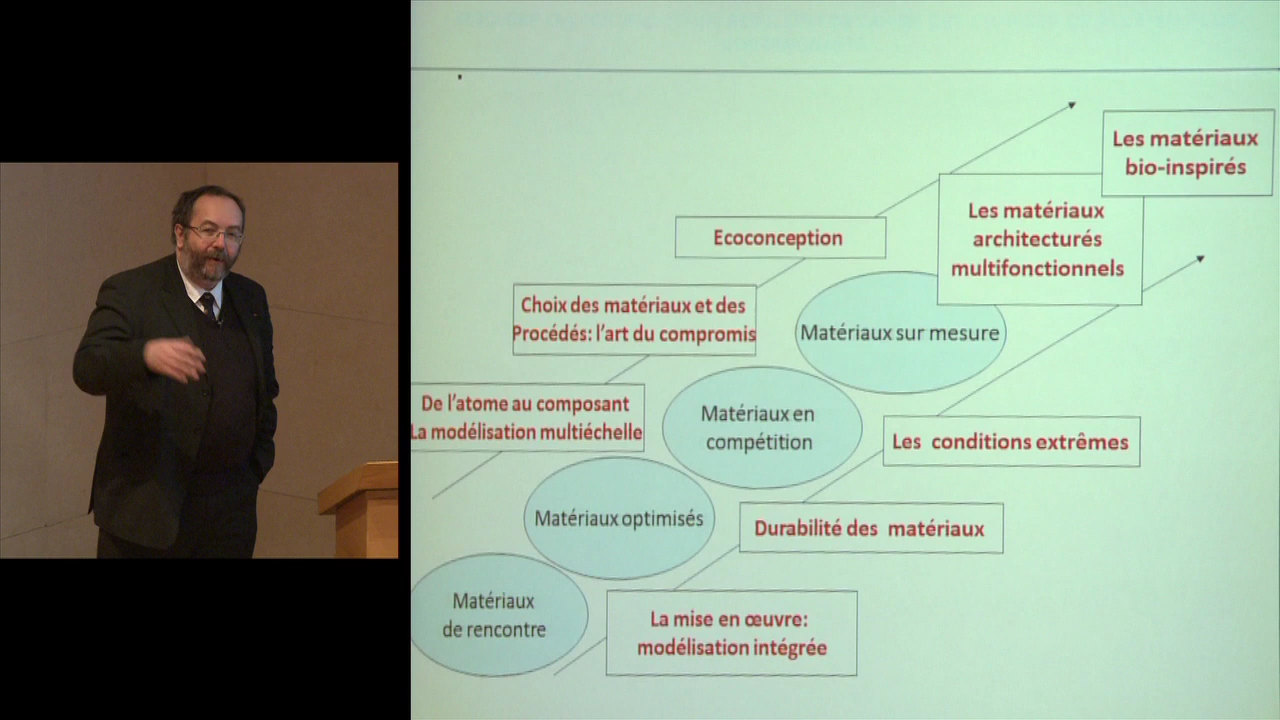 Les matériaux
bio-inspirés
Les matériaux
architecturés
multifonctionnels
Ecoconception
Choix des matériaux et des
Procédés: l'art du compromis
Matériaux sur mesure
De l'atome au composant
La modélisation multiéchelle
Matériaux en
compétition
Les conditions extrêmes
Matériaux optimisés
Durabilité des matériaux
Matériaux
de rencontre
La mise en œuvre:
modélisation intégrée